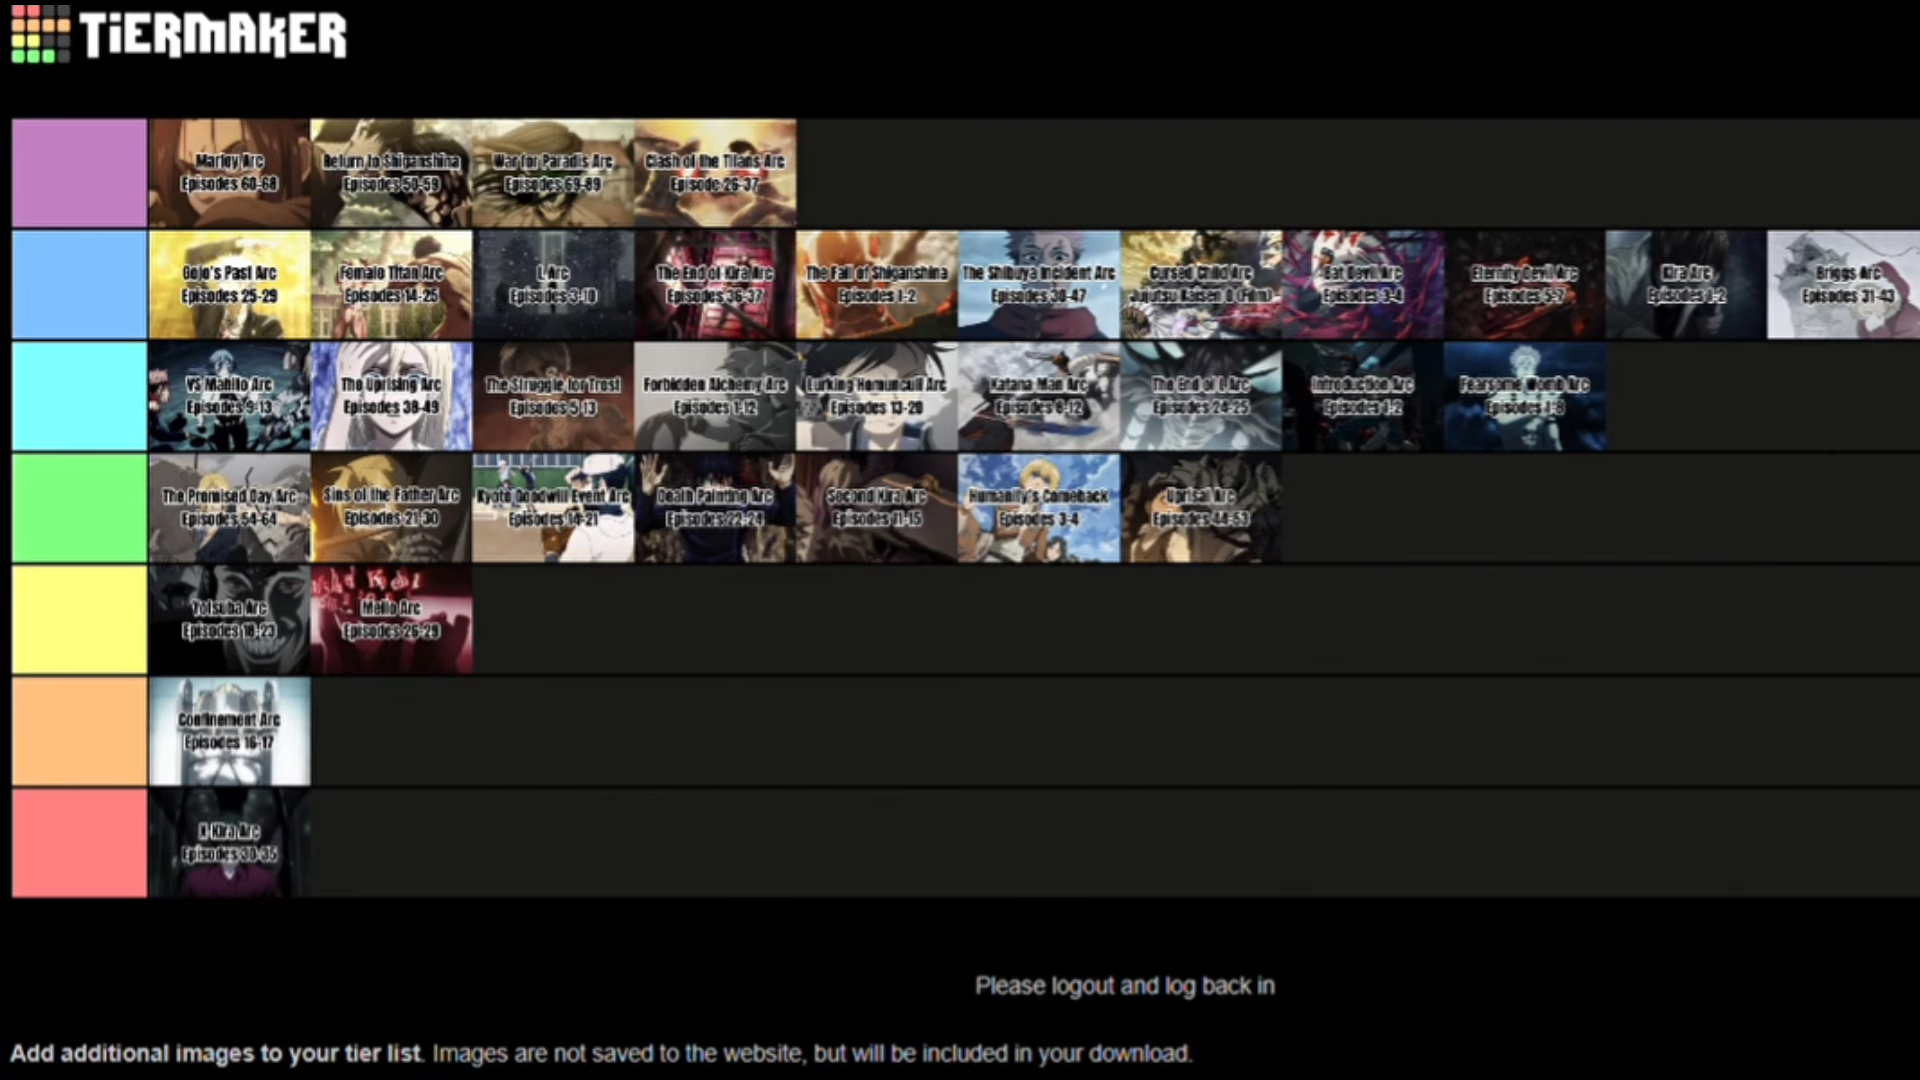 TiERMAKER
Marley Arc
Episodes 60-68
Return to Shiganshina
Episodes 50-59
War for Paradis Arc
Episodes 69-89
Clash of the Titans Arc
Episode 26-37
Gojo's Past Arc
Episodes 25-29
Female Titan Arc
Episodes 14-25
L Arc
Episodes 3-10
The End of Kira Arc
Episodes 36-37
The Fall of Shiganshina
Episodes 1-2
The Shibuya Incident Arc
Episodes 30-47
Cursed Child Arc
Jujutsu Kaisen 0 (Film)
Bat Devil Arc
Episodes 3-4
Eternity Devil Arc
Episodes 5-7
Kira Arc
Episodes 1-2
Briggs Arc
Episodes 31-43
VS Mahito Arc
Episodes 9-13
The Uprising Arc
Episodes 38-49
The Struggle for Trost
Episodes 5-13
Forbidden Alchemy Arc
Episodes 1-12
Lurking Homunculi Arc
Episodes 13-20
Katana Man Arc
Episodes 8-12
The End of L Arc
Episodes 24-25
Introduction Arc
Episodes 1-2
Fearsome Womb Arc
Episodes 1-8
The Promised Day Arc
Episodes 54-64
Sins of the Father Arc
Episodes 21-30
Kyoto Goodwill Event Arc
Episodes 14-21
Death Painting Arc
Episodes 22-24
Second Kira Arc
Episodes 11-15
Humanity's Comeback
Episodes 3-4
Uprisal Arc
Episodes 44-53
Yotsuba Arc
Episodes 18-23
Mello Arc
Episodes 26-29
Confinement Arc
Episodes 16-17
X-Kira Arc
Episodes 30-35
Please logout and log back in
Add additional images to your tier list. Images are not saved to the website, but will be included in your download.